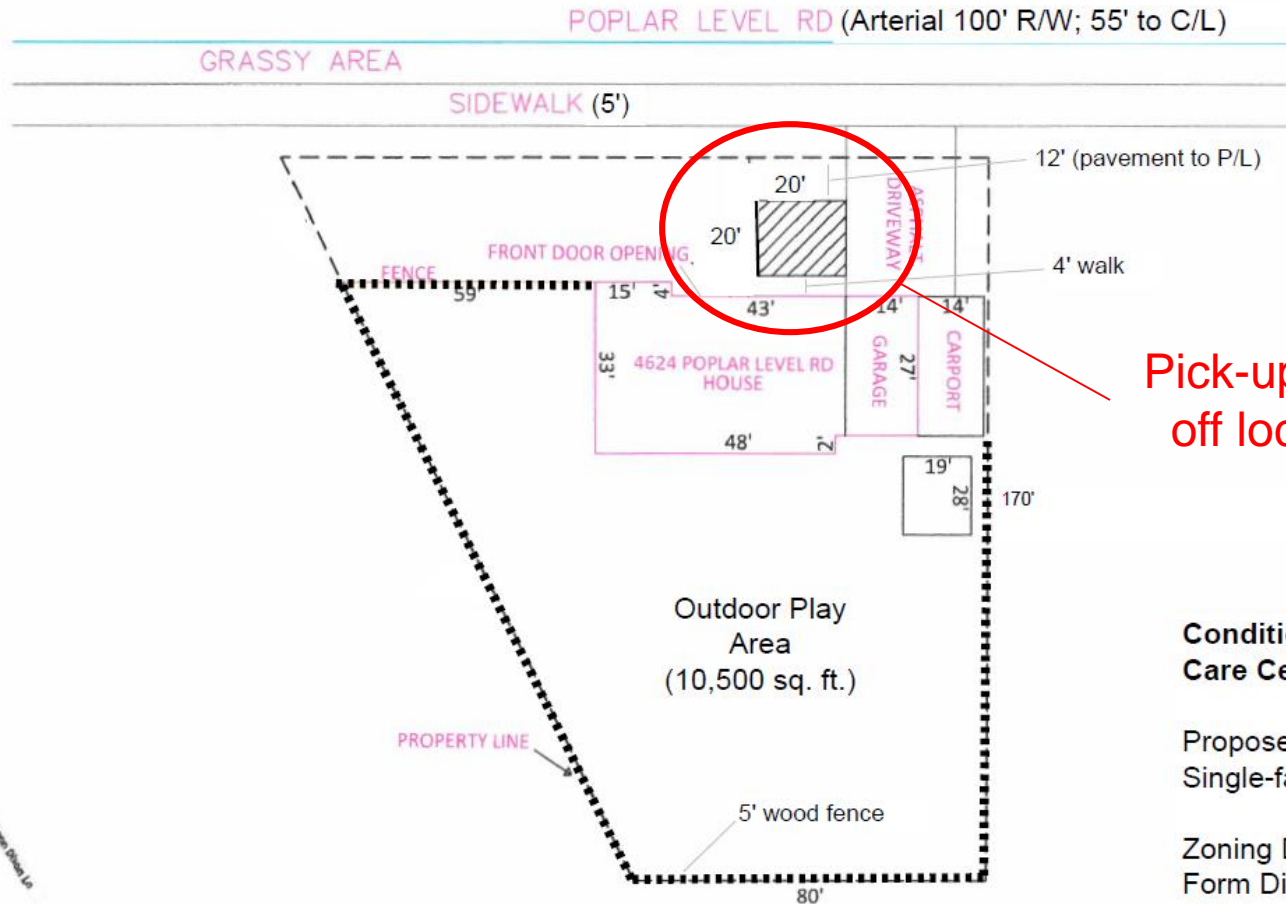 POPLAR LEVEL RD (Arterial 100' R/W; 55' to C/L)
GRASSY AREA
SIDEWALK (5')
12' (pavement to P/L)
20'
20'
ASPHALT
DRIVEWAY
FRONT DOOR OPENING
4' walk
FENCE
59'
15'
4'
43'
14'
14'
33'
4624 POPLAR LEVEL RD
HOUSE
GARAGE
27'
CARPORT
Pick-up
off loc
48'
2'
19'
28'
170'
Outdoor Play
Area
(10,500 sq. ft.)
Conditi
Care Ce
PROPERTY LINE
Propose
Single-fa
5' wood fence
Zoning
Form Di
80'